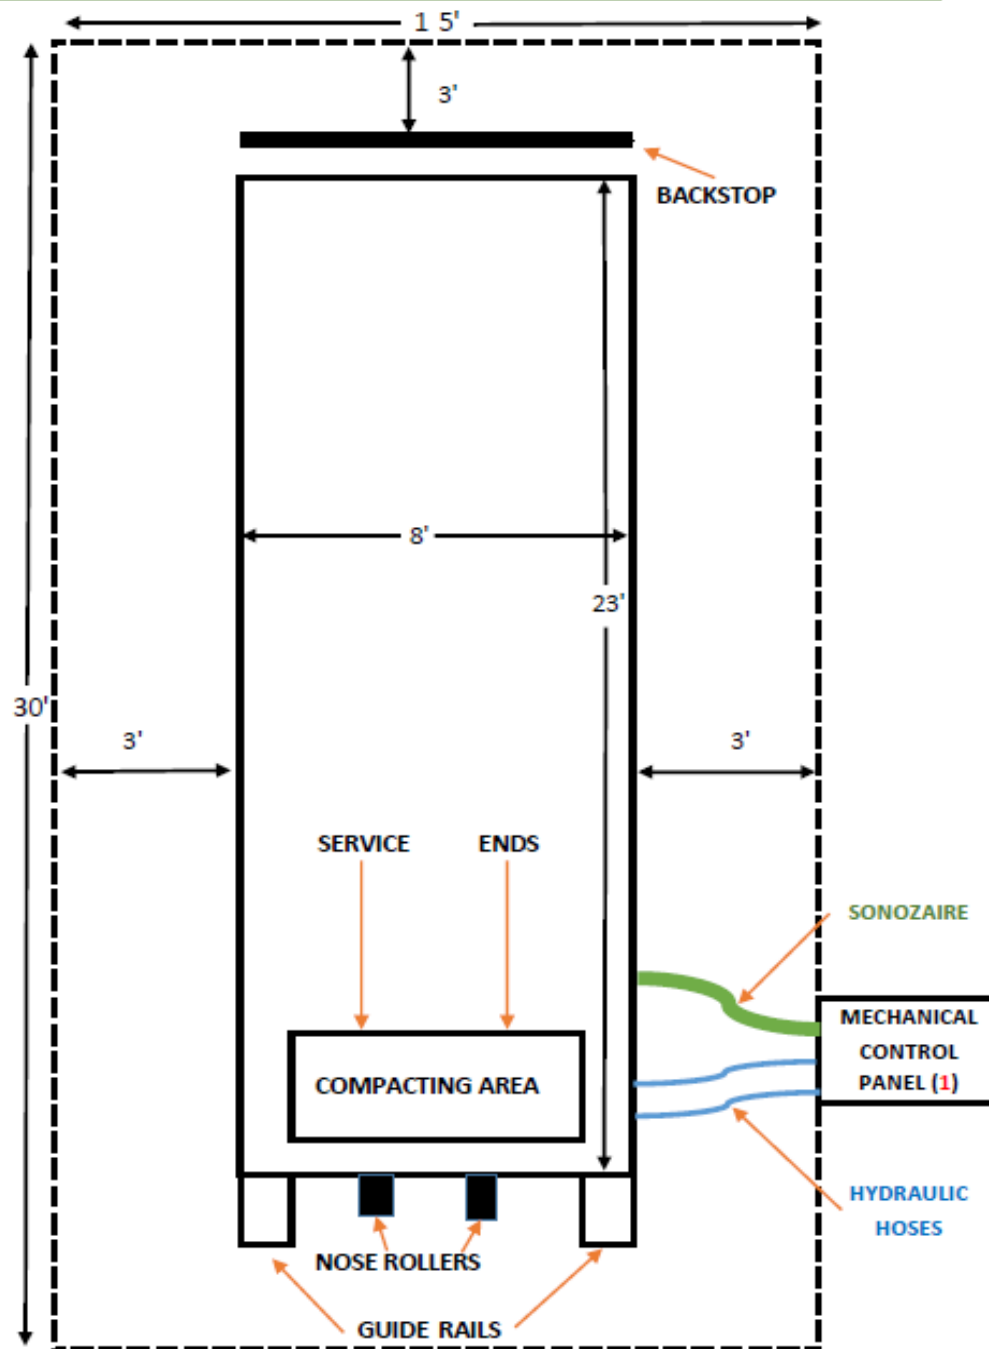 1 5'
3'
BACKSTOP
8'
23'
30'
3'
3'
SERVICE ENDS
SONOZAIRE
MECHANICAL
CONTROL
PANEL (1)
COMPACTING AREA
HYDRAULIC
HOSES
NOSE ROLLERS
GUIDE RAILS